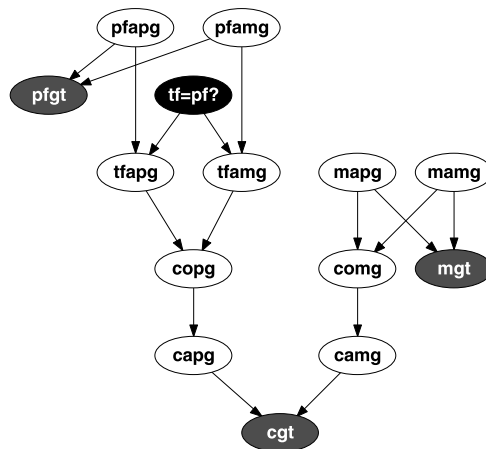 pfapg pfamg
pfgt tf=pf?
tfapg tfamg mapg mamg
copg comg mgt
capg camg
cgt